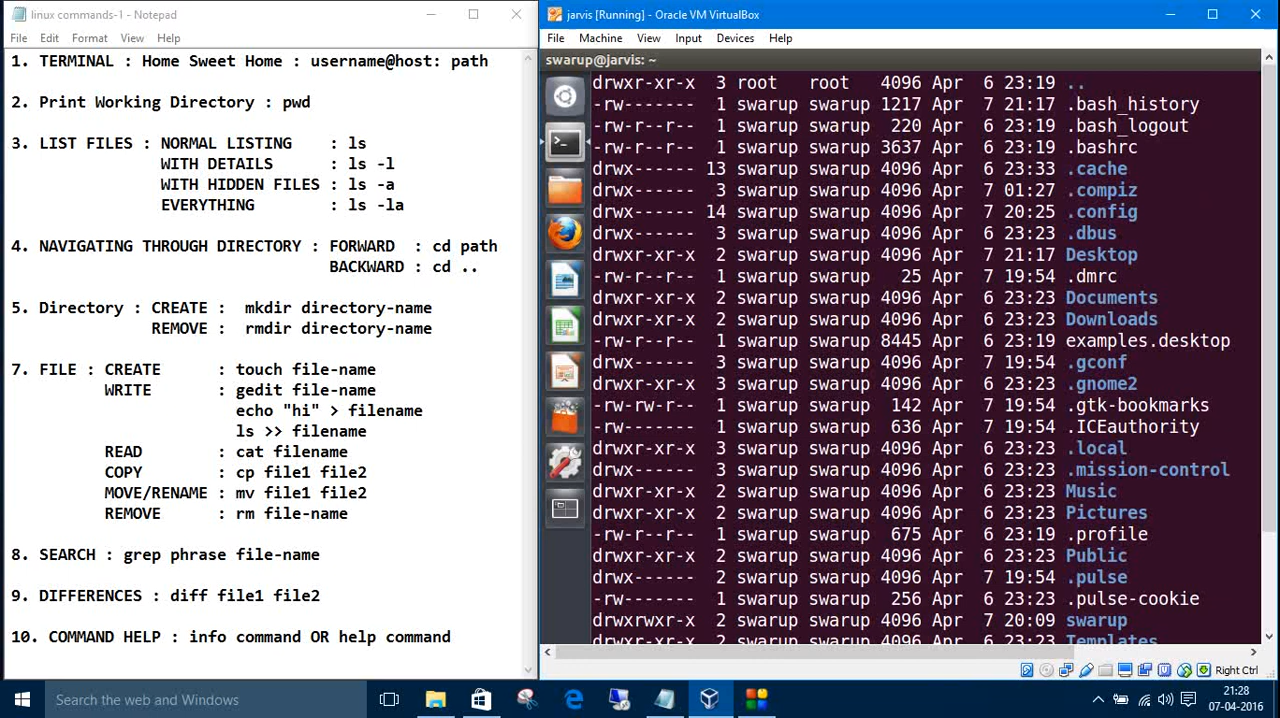 linux commands-1 - Notepad
File Edit Format View Help
1. TERMINAL : Home Sweet Home : username@host: path
2. Print Working Directory : pwd
3. LIST FILES : NORMAL LISTING : ls
WITH DETAILS : ls -l
WITH HIDDEN FILES : ls -a
EVERYTHING : ls -la
4. NAVIGATING THROUGH DIRECTORY : FORWARD : cd path
BACKWARD : cd ..
5. Directory : CREATE : mkdir directory-name
REMOVE : rmdir directory-name
7. FILE : CREATE : touch file-name
WRITE : gedit file-name
echo "hi" > filename
ls >> filename
READ : cat filename
COPY : cp file1 file2
MOVE/RENAME : mv file1 file2
REMOVE : rm file-name
8. SEARCH : grep phrase file-name
9. DIFFERENCES : diff file1 file2
10. COMMAND HELP : info command OR help command
jarvis [Running] - Oracle VM VirtualBox
File Machine View Input Devices Help
swarup@jarvis: ~
drwxr-xr-x 3 root root 4096 Apr 6 23:19 ..
-rw------- 1 swarup swarup 1217 Apr 7 21:17 .bash_history
-rw-r--r-- 1 swarup swarup 220 Apr 6 23:19 .bash_logout
-rw-r--r-- 1 swarup swarup 3637 Apr 6 23:19 .bashrc
drwx------ 13 swarup swarup 4096 Apr 6 23:33 .cache
drwx------ 3 swarup swarup 4096 Apr 7 01:27 .compiz
drwx------ 14 swarup swarup 4096 Apr 7 20:25 .config
drwx------ 3 swarup swarup 4096 Apr 6 23:23 .dbus
drwxr-xr-x 2 swarup swarup 4096 Apr 7 21:17 Desktop
-rw-r--r-- 1 swarup swarup 25 Apr 7 19:54 .dmrc
drwxr-xr-x 2 swarup swarup 4096 Apr 6 23:23 Documents
drwxr-xr-x 2 swarup swarup 4096 Apr 6 23:23 Downloads
-rw-r--r-- 1 swarup swarup 8445 Apr 6 23:19 examples.desktop
drwx------ 3 swarup swarup 4096 Apr 7 19:54 .gconf
drwxr-xr-x 3 swarup swarup 4096 Apr 6 23:23 .gnome2
-rw-rw-r-- 1 swarup swarup 142 Apr 7 19:54 .gtk-bookmarks
-rw------- 1 swarup swarup 636 Apr 7 19:54 .ICEauthority
drwxr-xr-x 3 swarup swarup 4096 Apr 6 23:23 .local
drwx------ 3 swarup swarup 4096 Apr 6 23:23 .mission-control
drwxr-xr-x 2 swarup swarup 4096 Apr 6 23:23 Music
drwxr-xr-x 2 swarup swarup 4096 Apr 6 23:23 Pictures
-rw-r--r-- 1 swarup swarup 675 Apr 6 23:19 .profile
drwxr-xr-x 2 swarup swarup 4096 Apr 6 23:23 Public
drwx------ 2 swarup swarup 4096 Apr 7 19:54 .pulse
-rw------- 1 swarup swarup 256 Apr 6 23:23 .pulse-cookie
drwxrwxr-x 2 swarup swarup 4096 Apr 7 20:09 swarup
drwxr-xr-x 2 swarup swarup 4096 Apr 6 23:23 Templates
Right Ctrl
Search the web and Windows
21:28
07-04-2016